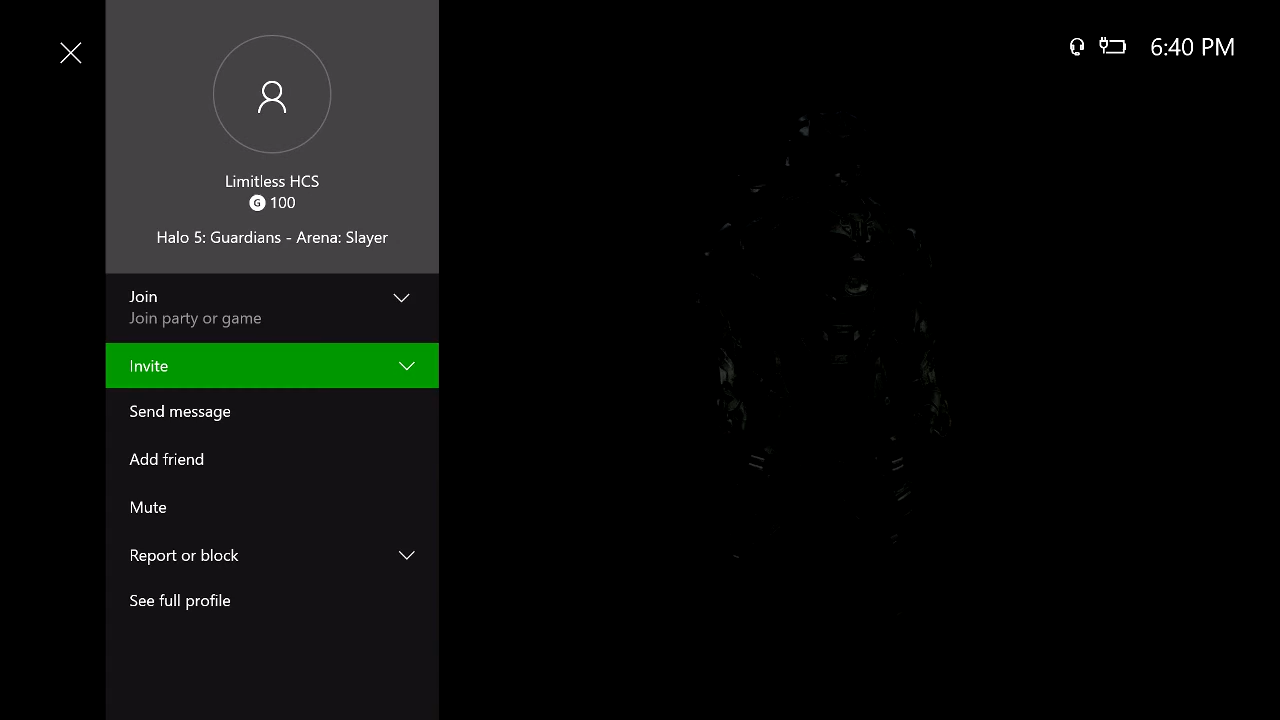 6:40 PM
Limitless HCS
G 100
Halo 5: Guardians - Arena: Slayer
Join
Join party or game
Invite
Send message
Add friend
Mute
Report or block
See full profile